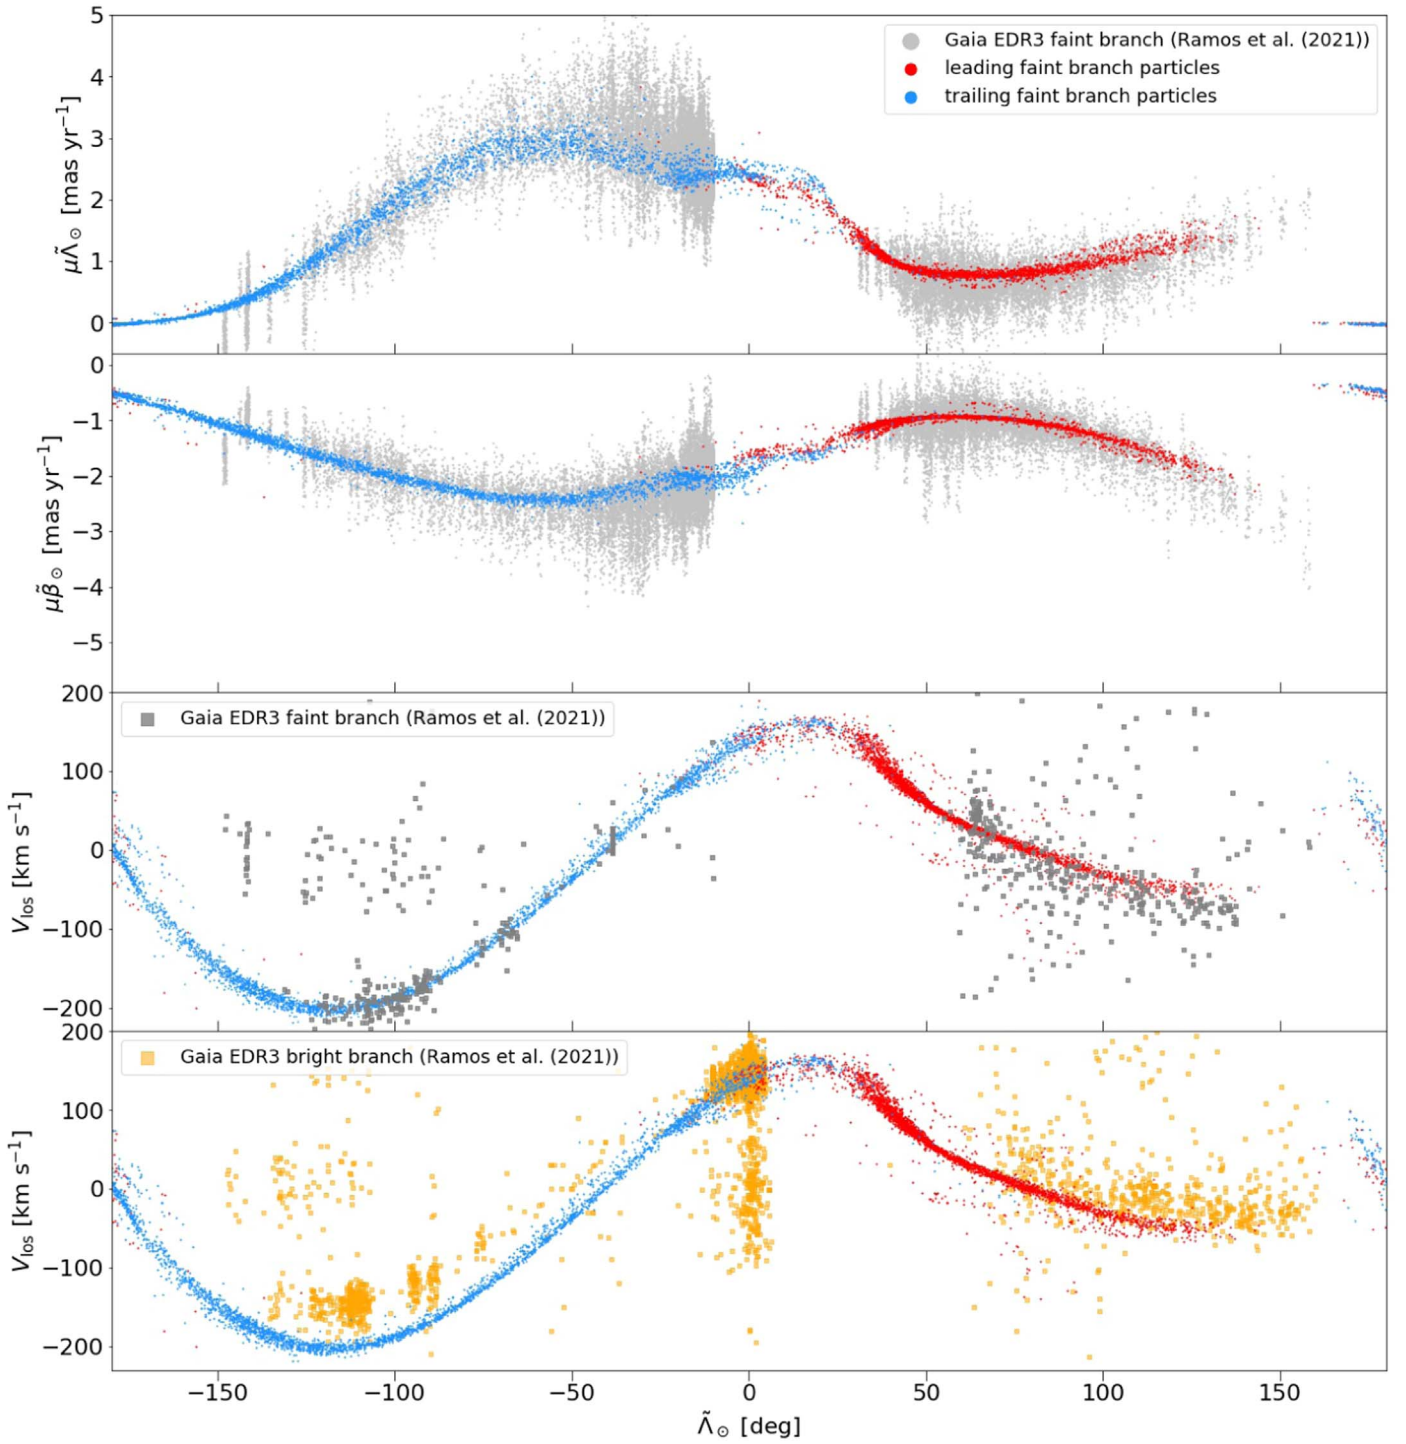 5
4
3
2
1
0
μΛ̃⊙ [mas yr⁻¹]
Gaia EDR3 faint branch (Ramos et al. (2021))
leading faint branch particles
trailing faint branch particles
0
−1
−2
−3
−4
−5
μβ̃⊙ [mas yr⁻¹]
200
100
0
−100
−200
V_los [km s⁻¹]
Gaia EDR3 faint branch (Ramos et al. (2021))
200
100
0
−100
−200
V_los [km s⁻¹]
Gaia EDR3 bright branch (Ramos et al. (2021))
−150 −100 −50 0 50 100 150
Λ̃⊙ [deg]